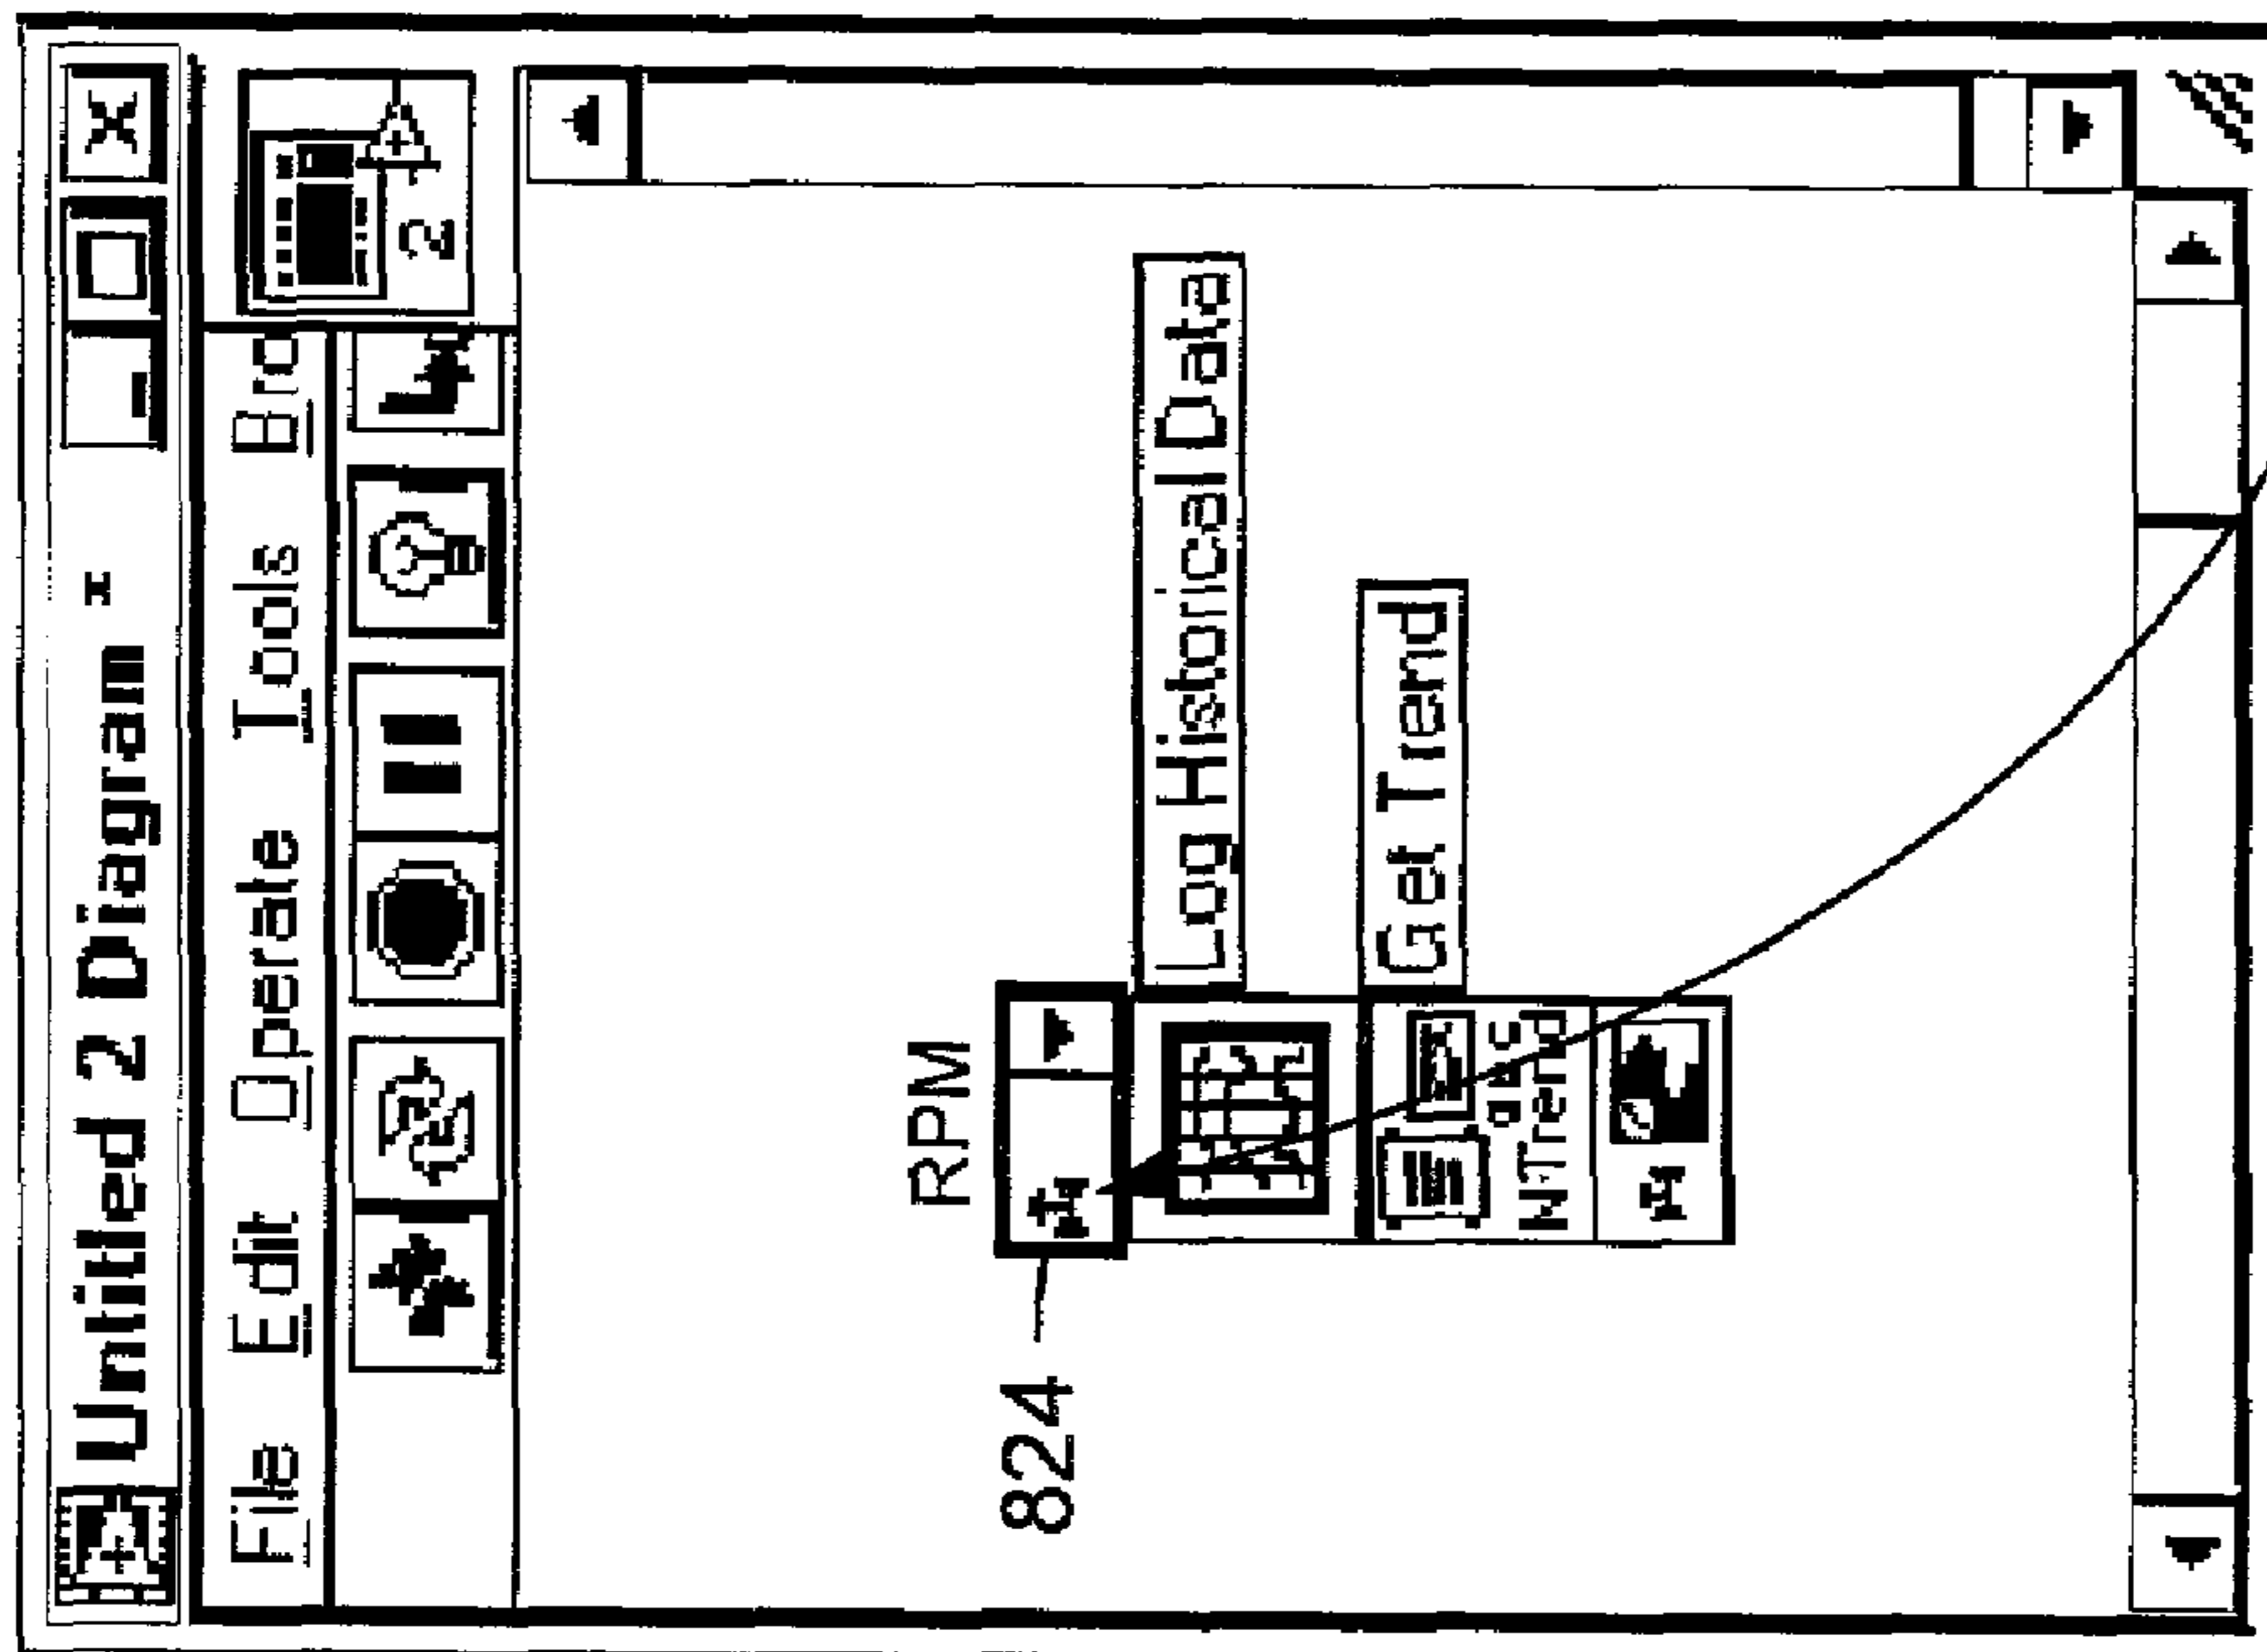 Untitled 2 Diagram *
File Edit Operate Tools Bro
2
RPM
824
Log Historical Data
Get Trend
NTrend